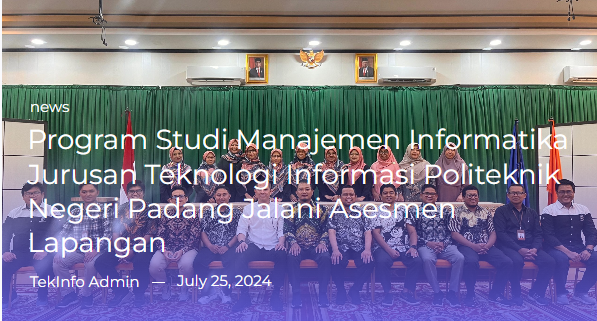 news
Program Studi Manajemen Informatika
Jurusan Teknologi Informasi Politeknik
Negeri Padang Jalani Asesmen
Lapangan
TekInfo Admin — July 25, 2024